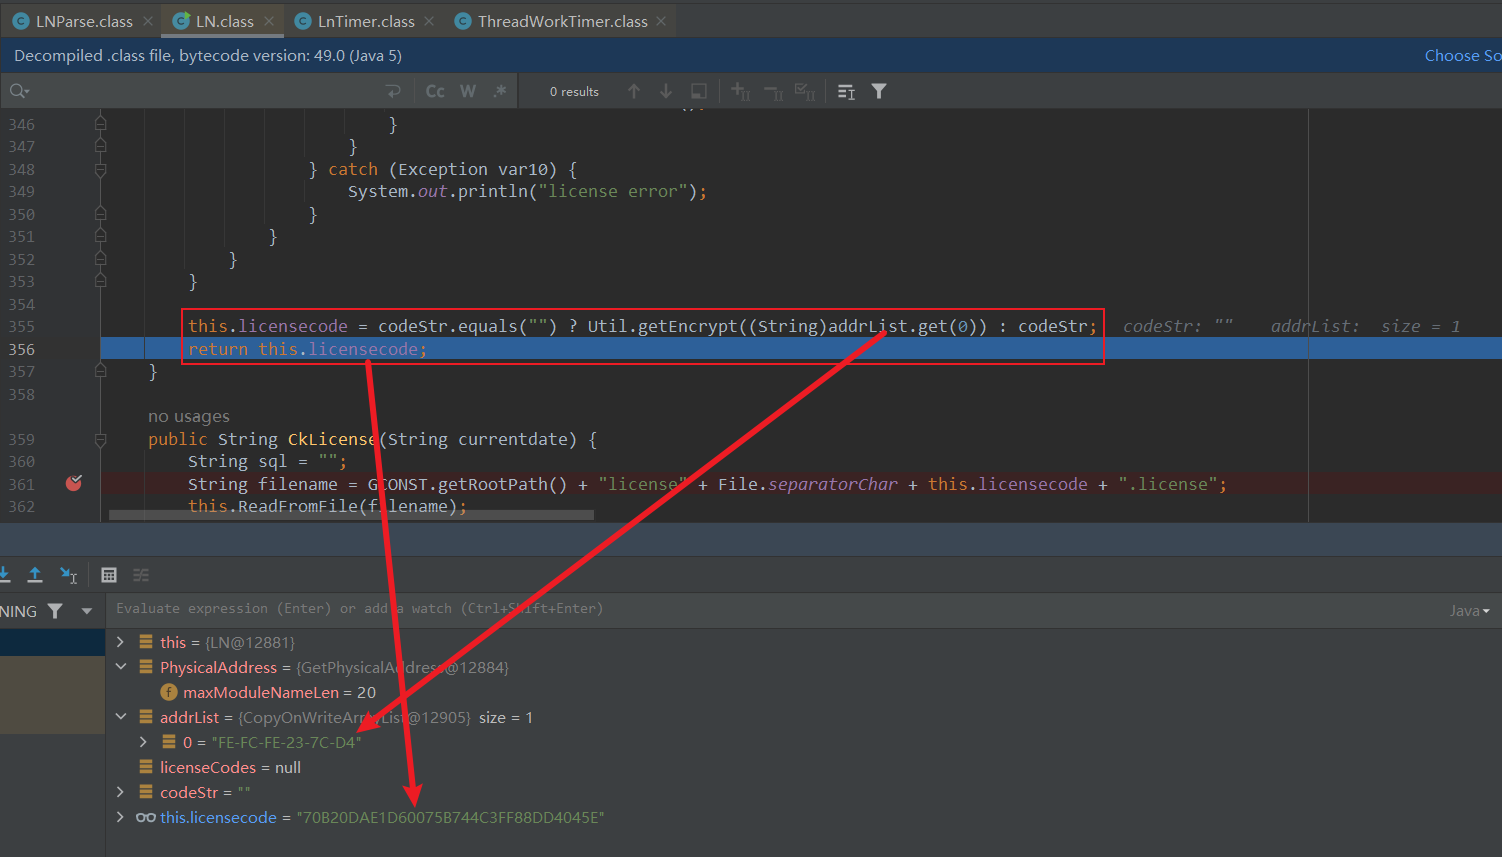 LNParse.class LN.class LnTimer.class ThreadWorkTimer.class
Decompiled .class file, bytecode version: 49.0 (Java 5) Choose So
Cc W .* 0 results
346 }
347 }
348 } catch (Exception var10) {
349 System.out.println("license error");
350 }
351 }
352 }
353 }
354
355 this.licensecode = codeStr.equals("") ? Util.getEncrypt((String)addrList.get(0)) : codeStr; codeStr: "" addrList: size = 1
356 return this.licensecode;
357 }
358
no usages
359 public String CkLicense(String currentdate) {
360 String sql = "";
361 String filename = GCONST.getRootPath() + "license" + File.separatorChar + this.licensecode + ".license";
362 this.ReadFromFile(filename);
NING Evaluate expression (Enter) or add a watch (Ctrl+Shift+Enter) Java
this = {LN@12881}
PhysicalAddress = {GetPhysicalAddress@12884}
f maxModuleNameLen = 20
addrList = {CopyOnWriteArrayList@12905} size = 1
0 = "FE-FC-FE-23-7C-D4"
licenseCodes = null
codeStr = ""
this.licensecode = "70B20DAE1D60075B744C3FF88DD4045E"